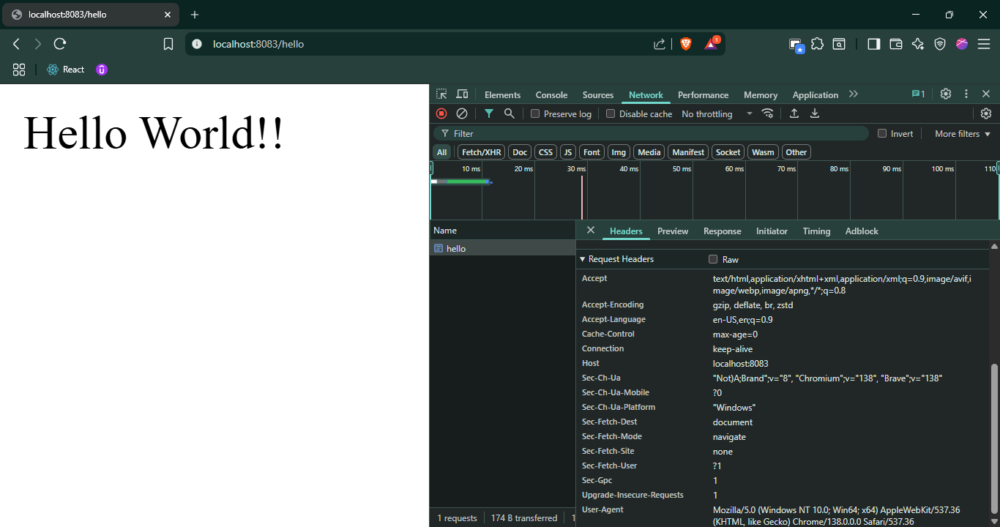 localhost:8083/hello
localhost:8083/hello
1
React
Hello World!!
Elements Console Sources Network Performance Memory Application 1
Preserve log Disable cache No throttling
Filter Invert More filters
All Fetch/XHR Doc CSS JS Font Img Media Manifest Socket Wasm Other
10 ms 20 ms 30 ms 40 ms 50 ms 60 ms 70 ms 80 ms 90 ms 100 ms 110
Name
hello
Headers Preview Response Initiator Timing Adblock
Request Headers Raw
Accept text/html,application/xhtml+xml,application/xml;q=0.9,image/avif,i
mage/webp,image/apng,*/*;q=0.8
Accept-Encoding gzip, deflate, br, zstd
Accept-Language en-US,en;q=0.9
Cache-Control max-age=0
Connection keep-alive
Host localhost:8083
Sec-Ch-Ua "Not)A;Brand";v="8", "Chromium";v="138", "Brave";v="138"
Sec-Ch-Ua-Mobile ?0
Sec-Ch-Ua-Platform "Windows"
Sec-Fetch-Dest document
Sec-Fetch-Mode navigate
Sec-Fetch-Site none
Sec-Fetch-User ?1
Sec-Gpc 1
Upgrade-Insecure-Requests 1
User-Agent Mozilla/5.0 (Windows NT 10.0; Win64; x64) AppleWebKit/537.36
(KHTML, like Gecko) Chrome/138.0.0.0 Safari/537.36
1 requests 174 B transferred 1